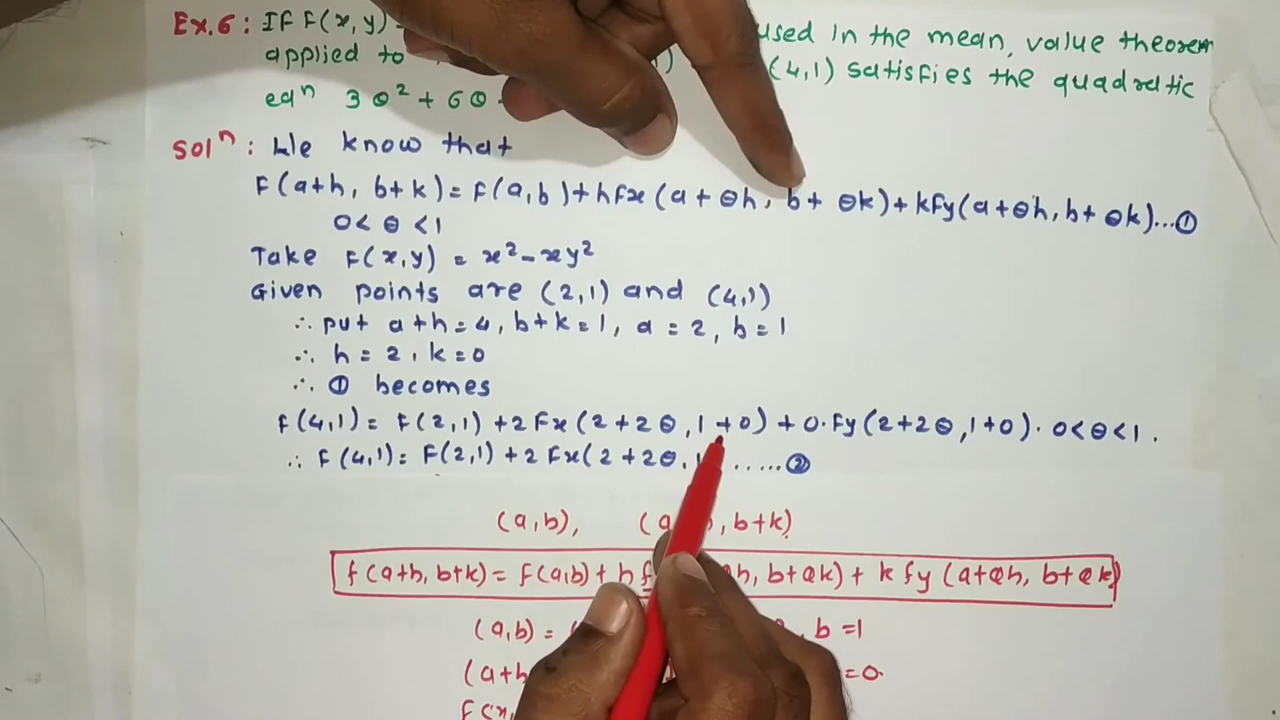 Ex.6: If F(x,y) used in the mean, value theorem
applied to (4,1) satisfies the quadratic
eqn 3θ² + 6θ
Soln: We know that
F(a+h, b+k) = F(a,b) + hFx(a+θh, b+θk) + kFy(a+θh, b+θk)...①
0<θ<1
Take F(x,y) = x²-xy²
Given points are (2,1) and (4,1)
∴ put a+h=4, b+k=1, a=2, b=1
∴ h=2, k=0
∴ ① becomes
F(4,1) = F(2,1) + 2Fx(2+2θ, 1+0) + 0.Fy(2+2θ, 1+0). 0<θ<1.
∴ F(4,1) = F(2,1) + 2Fx(2+2θ, 1 ......②
(a,b), (a , b+k)
f(a+h, b+k) = f(a,b) + h f h, b+θk) + k fy (a+θh, b+θk)
(a,b) = , b=1
(a+h =0.